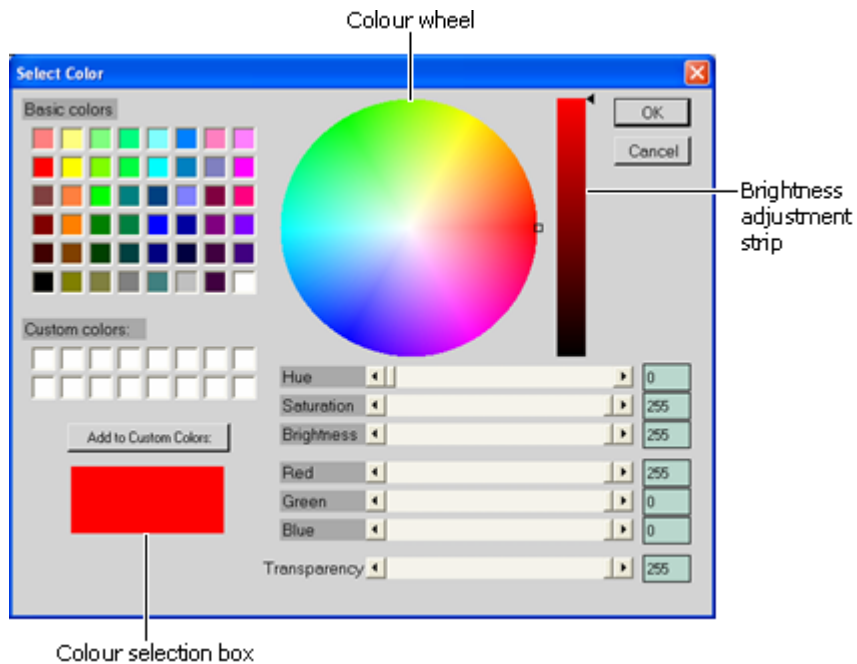 Colour wheel
Select Color
Basic colors
OK
Cancel
Brightness
adjustment
strip
Custom colors:
Add to Custom Colors:
Hue 0
Saturation 255
Brightness 255
Red 255
Green 0
Blue 0
Transparency 255
Colour selection box